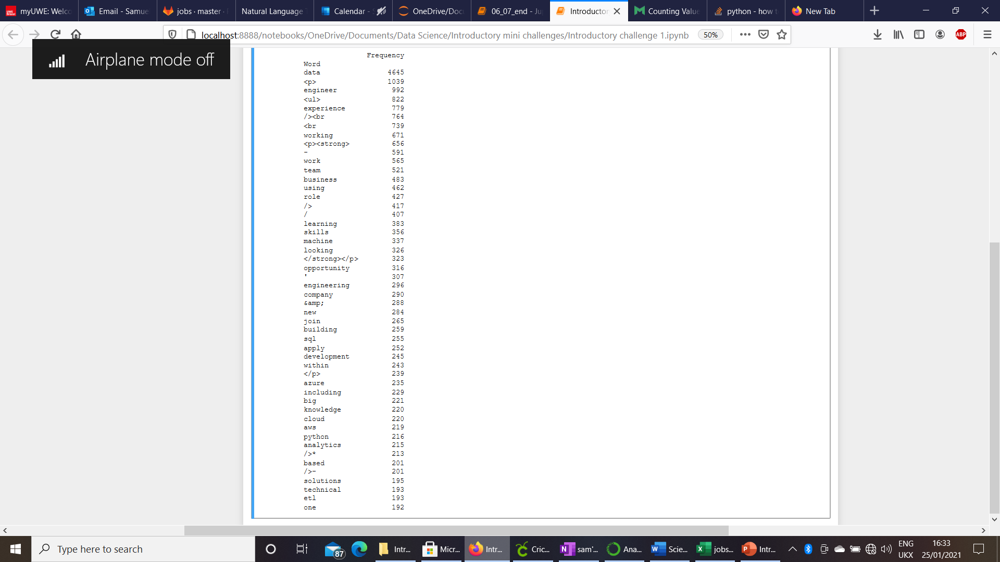 myUWE: Welc
Email - Samue
jobs · master ·
Natural Language
Calendar -
OneDrive/Doc
06_07_end - Ju
Introductor
Counting Value
python - how t
New Tab
localhost:8888/notebooks/OneDrive/Documents/Data Science/Introductory mini challenges/Introductory challenge 1.ipynb
50%
ABP
Airplane mode off
Frequency
Word
data 4645
<p> 1039
engineer 992
<ul> 822
experience 779
/><br 764
<br 739
working 671
<p><strong> 656
- 591
work 565
team 521
business 483
using 462
role 427
/> 417
/ 407
learning 383
skills 356
machine 337
looking 326
</strong></p> 323
opportunity 316
' 307
engineering 296
company 290
&amp; 288
new 284
join 265
building 259
sql 255
apply 252
development 245
within 243
</p> 239
azure 235
including 229
big 221
knowledge 220
cloud 220
aws 219
python 216
analytics 215
/>* 213
based 201
/>- 201
solutions 195
technical 193
etl 193
one 192
Type here to search
87
Intr...
Micr...
Intr...
Cric...
sam'...
Ana...
Scie...
jobs...
Intr...
ENG
UKX
16:33
25/01/2021